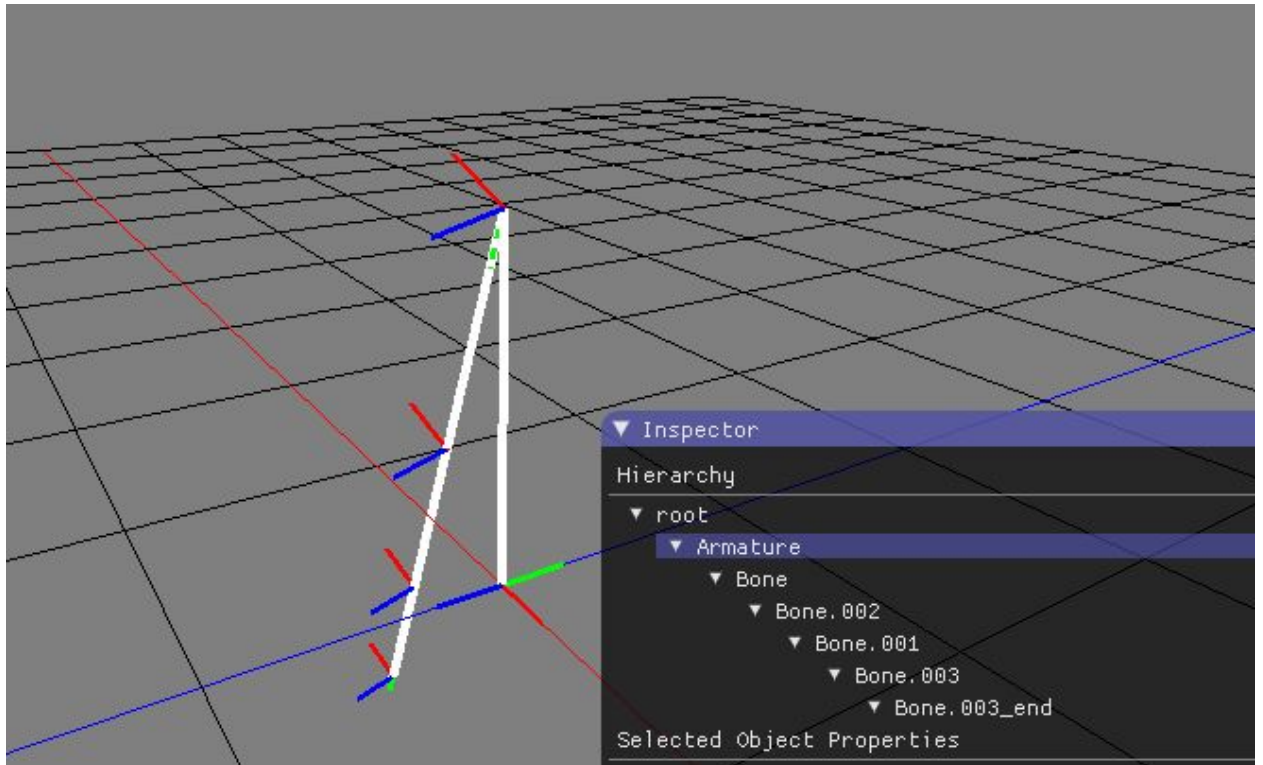 Inspector
Hierarchy
root
Armature
Bone
Bone.002
Bone.001
Bone.003
Bone.003_end
Selected Object Properties